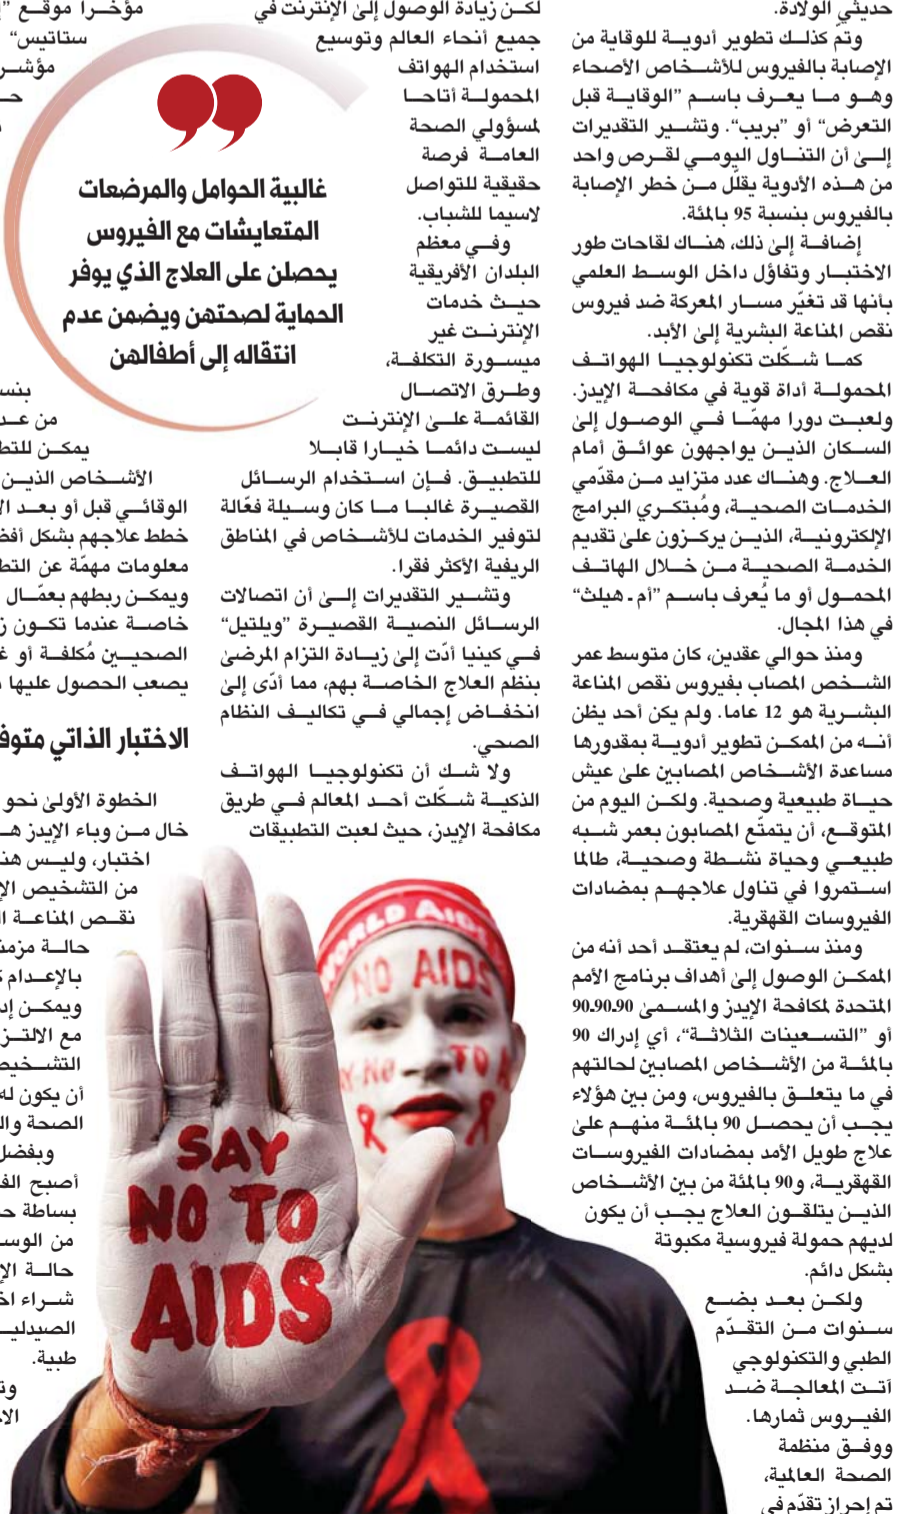 حديثي الولادة.
وتمّ كذلك تطوير أدوية للوقاية من
الإصابة بالفيروس للأشخاص الأصحاء
وهو ما يعرف باسم ”الوقاية قبل
التعرض“ أو ”بريب“. وتشير التقديرات
إلى أن التناول اليومي لقرص واحد
من هذه الأدوية يقلّل من خطر الإصابة
بالفيروس بنسبة 95 بالمئة.
إضافة إلى ذلك، هناك لقاحات طور
الاختبار وتفاؤل داخل الوسط العلمي
بأنها قد تغيّر مسار المعركة ضد فيروس
نقص المناعة البشرية إلى الأبد.
كما شكّلت تكنولوجيا الهواتف
المحمولة أداة قوية في مكافحة الإيدز.
ولعبت دورا مهمّا في الوصول إلى
السكان الذين يواجهون عوائق أمام
العلاج. وهناك عدد متزايد من مقدّمي
الخدمات الصحية، ومُبتكري البرامج
الإلكترونية، الذين يركزون على تقديم
الخدمة الصحية من خلال الهاتف
المحمول أو ما يُعرف باسم ”أم ـ هيلث“
في هذا المجال.
ومنذ حوالي عقدين، كان متوسط عمر
الشخص المصاب بفيروس نقص المناعة
البشرية هو 12 عاما. ولم يكن أحد يظن
أنه من الممكن تطوير أدوية بمقدورها
مساعدة الأشخاص المصابين على عيش
حياة طبيعية وصحية. ولكن اليوم من
المتوقع، أن يتمتّع المصابون بعمر شبه
طبيعي وحياة نشطة وصحية، طالما
استمروا في تناول علاجهم بمضادات
الفيروسات القهقرية.
ومنذ سنوات، لم يعتقد أحد أنه من
الممكن الوصول إلى أهداف برنامج الأمم
المتحدة لمكافحة الإيدز والمسمى 90ـ90ـ90
أو ”التسعينات الثلاثة“، أي إدراك 90
بالمئة من الأشخاص المصابين لحالتهم
في ما يتعلق بالفيروس، ومن بين هؤلاء
يجب أن يحصل 90 بالمئة منهم على
علاج طويل الأمد بمضادات الفيروسات
القهقرية، و90 بالمئة من بين الأشخاص
الذين يتلقون العلاج يجب أن يكون
لديهم حمولة فيروسية مكبوتة
بشكل دائم.
ولكن بعد بضع
سنوات من التقدّم
الطبي والتكنولوجي
آتت المعالجة ضد
الفيروس ثمارها.
ووفق منظمة
الصحة العالمية،
تم إحراز تقدّم في
لكن زيادة الوصول إلى الإنترنت في
جميع أنحاء العالم وتوسيع
استخدام الهواتف
المحمولة أتاحا
لمسؤولي الصحة
العامة فرصة
حقيقية للتواصل
لاسيما للشباب.
وفي معظم
البلدان الأفريقية
حيث خدمات
الإنترنت غير
ميسورة التكلفة،
وطرق الاتصال
القائمة على الإنترنت
ليست دائما خيارا قابلا
للتطبيق. فإن استخدام الرسائل
القصيرة غالبا ما كان وسيلة فعّالة
لتوفير الخدمات للأشخاص في المناطق
الريفية الأكثر فقرا.
وتشير التقديرات إلى أن اتصالات
الرسائل النصية القصيرة ”ويلتيل“
في كينيا أدّت إلى زيادة التزام المرضى
بنظم العلاج الخاصة بهم، مما أدّى إلى
انخفاض إجمالي في تكاليف النظام
الصحي.
ولا شك أن تكنولوجيا الهواتف
الذكية شكّلت أحد المعالم في طريق
مكافحة الإيدز، حيث لعبت التطبيقات
غالبية الحوامل والمرضعات
المتعايشات مع الفيروس
يحصلن على العلاج الذي يوفر
الحماية لصحتهن ويضمن عدم
انتقاله إلى أطفالهن
مؤخرا موقع
ستاتيس“
من
يمكن
الأشخاص الذين
الوقائي قبل أو بعد
خطط علاجهم بشكل
معلومات مهمّة عن
ويمكن ربطهم بعمّال
خاصة عندما تكون
الصحيين مُكلفة أو
يصعب الحصول عليها
الاختبار الذاتي
الخطوة الأولى نحو
خال من وباء الإيدز
اختبار، وليس
من التشخيص
نقص المناعة
حالة
بالإعدام
ويمكن
مع
أن يكون
الصحة
وبفضل
أصبح
بساطة
من
حالة
شراء
طبية.
WORLD AIDS
NO AIDS
SAY NO
TO
SAY
NO TO
AIDS